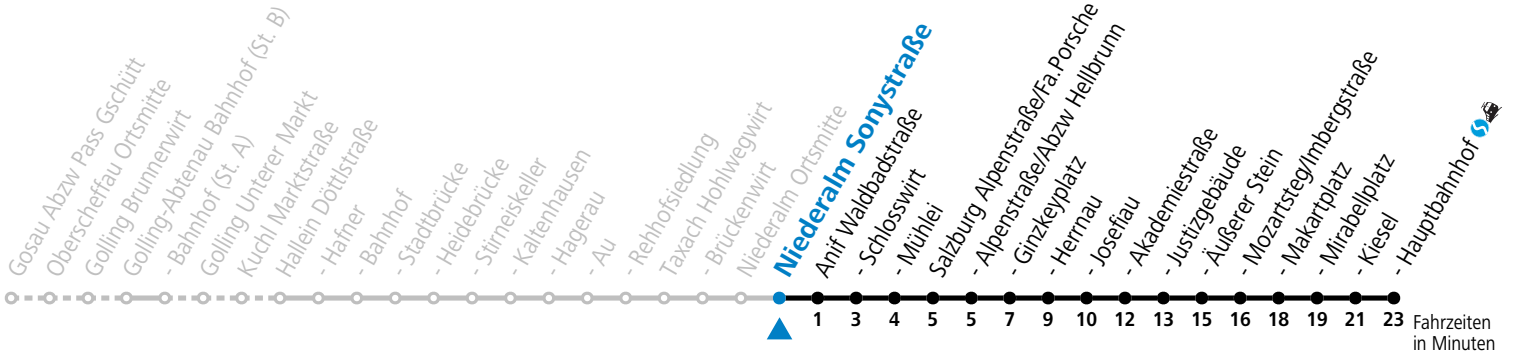 Gosau Abzw Pass Gschütt
Oberscheffau Ortsmitte
Golling Brunnerwirt
Golling-Abtenau Bahnhof (St. B)
- Bahnhof (St. A)
Golling Unterer Markt
Kuchl Marktstraße
Hallein Döttlstraße
- Hafner
- Bahnhof
- Stadtbrücke
- Heidebrücke
- Stirneiskeller
- Kaltenhausen
- Hagerau
- Au
- Rehhofsiedlung
Taxach Hohlwegwirt
- Brückenwirt
Niederalm Ortsmitte
Niederalm Sonystraße
Anif Waldbadstraße
- Schlosswirt
- Mühlei
Salzburg Alpenstraße/Fa.Porsche
- Alpenstraße/Abzw Hellbrunn
- Ginzkeyplatz
- Herrnau
- Josefiau
- Akademiestraße
- Justizgebäude
- Äußerer Stein
- Mozartsteg/Imbergstraße
- Makartplatz
- Mirabellplatz
- Kiesel
- Hauptbahnhof
1 3 4 5 5 7 9 10 12 13 15 16 18 19 21 23
Fahrzeiten
in Minuten